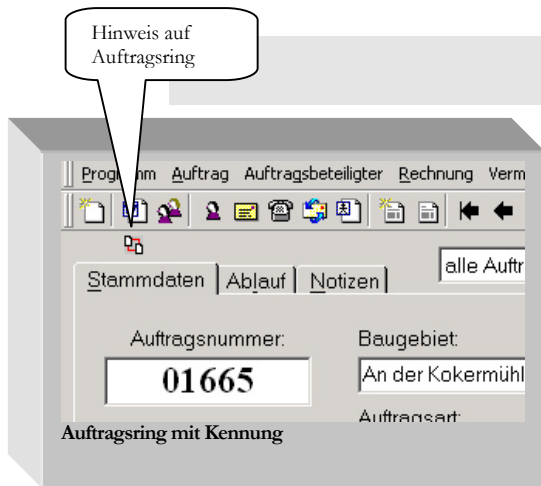 Hinweis auf
Auftragsring
Programm Auftrag Auftragsbeteiligter Rechnung Verm
alle Auftr
Stammdaten Ablauf Notizen
Auftragsnummer: Baugebiet:
01665 An der Kokermühl
Auftragsart:
Auftragsring mit Kennung